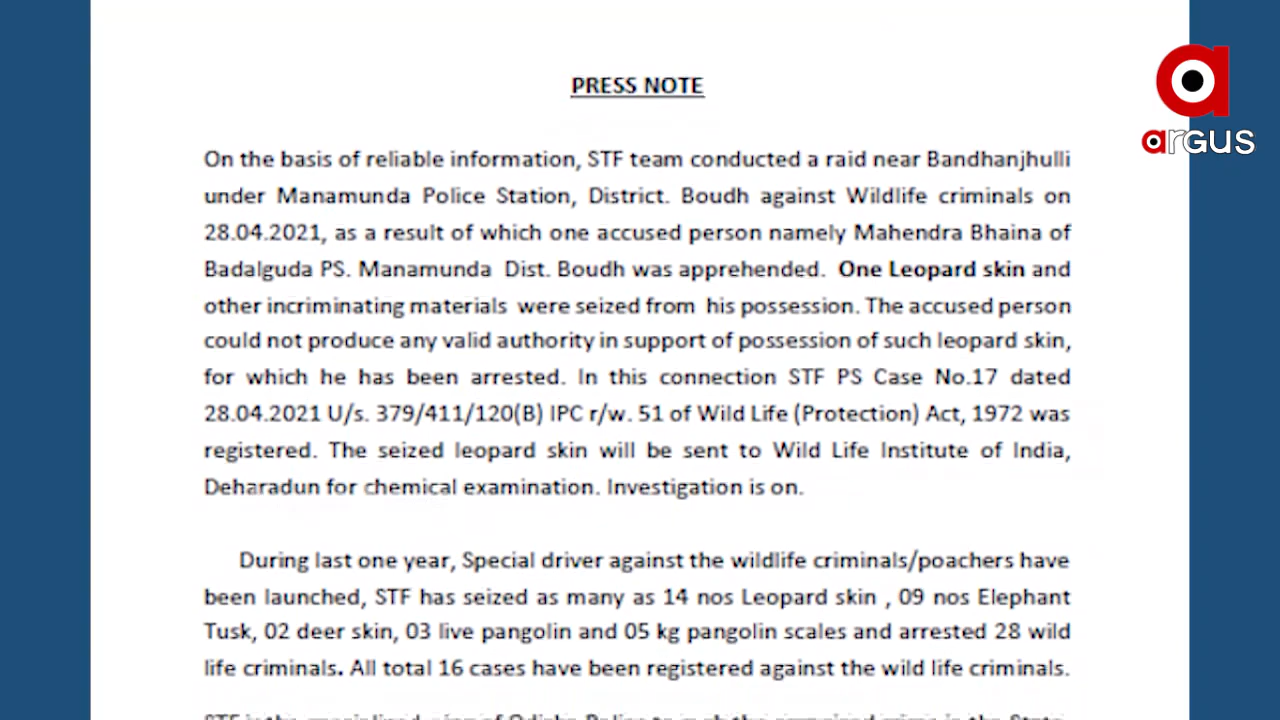 PRESS NOTE
argus
On the basis of reliable information, STF team conducted a raid near Bandhanjhulli
under Manamunda Police Station, District. Boudh against Wildlife criminals on
28.04.2021, as a result of which one accused person namely Mahendra Bhaina of
Badalguda PS. Manamunda Dist. Boudh was apprehended. One Leopard skin and
other incriminating materials were seized from his possession. The accused person
could not produce any valid authority in support of possession of such leopard skin,
for which he has been arrested. In this connection STF PS Case No.17 dated
28.04.2021 U/s. 379/411/120(B) IPC r/w. 51 of Wild Life (Protection) Act, 1972 was
registered. The seized leopard skin will be sent to Wild Life Institute of India,
Deharadun for chemical examination. Investigation is on.
During last one year, Special driver against the wildlife criminals/poachers have
been launched, STF has seized as many as 14 nos Leopard skin , 09 nos Elephant
Tusk, 02 deer skin, 03 live pangolin and 05 kg pangolin scales and arrested 28 wild
life criminals. All total 16 cases have been registered against the wild life criminals.